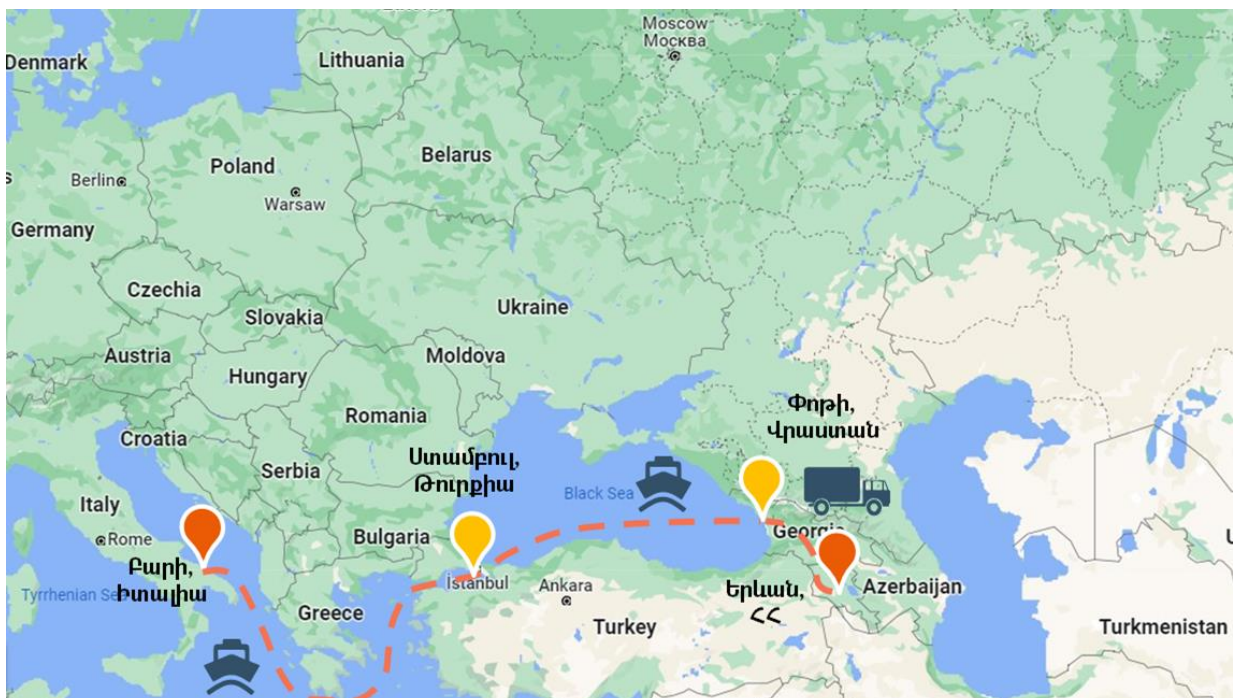 Moscow
Москва
Denmark
Lithuania
Belarus
Poland
Berlin
Warsaw
Germany
Czechia
Ukraine
Slovakia
Austria
Moldova
Hungary
Romania
Croatia
Փոթի,
Վրաստան
Serbia
Ստամբուլ,
Թուրքիա
Black Sea
Italy
Rome
Bulgaria
Georgia
Բարի,
Իտալիա
Tyrrhenian Sea
İstanbul
Ankara
Azerbaijan
Երևան,
ՀՀ
Greece
Turkey
Turkmenistan